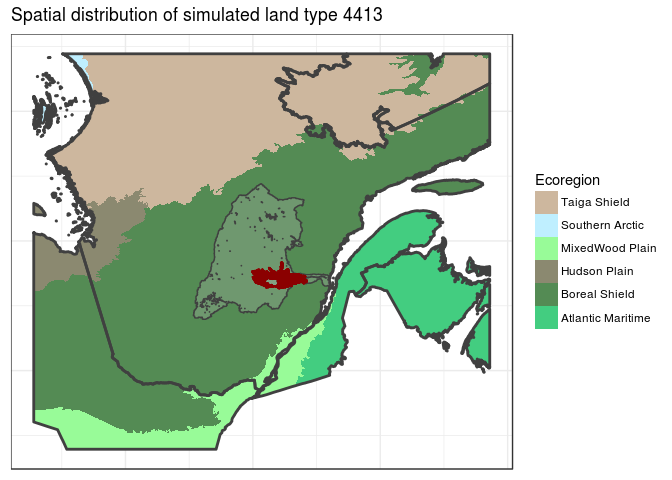 Spatial distribution of simulated land type 4413
Ecoregion
Taiga Shield
Southern Arctic
MixedWood Plain
Hudson Plain
Boreal Shield
Atlantic Maritime